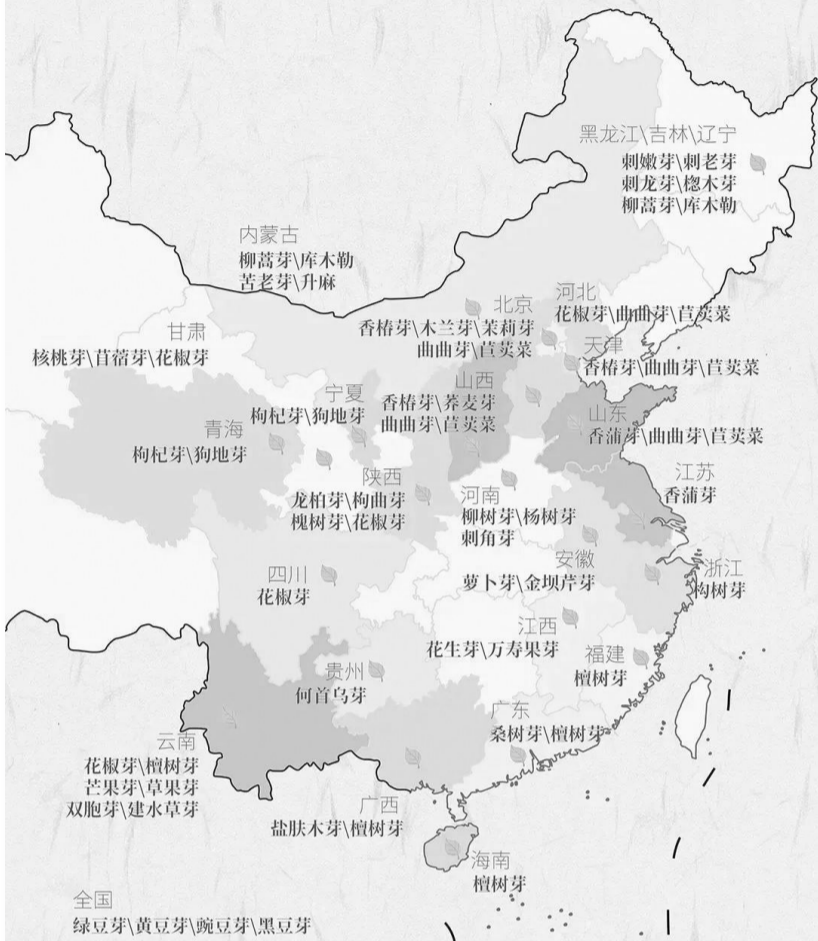 黑龙江\吉林\辽宁
刺嫩芽\刺老芽
刺龙芽\楤木芽
柳蒿芽\库木勒
内蒙古
柳蒿芽\库木勒
苦老芽\升麻
北京
香椿芽\木兰芽\茉莉芽
曲曲芽\苣荬菜
河北
花椒芽\曲曲芽\苣荬菜
天津
香椿芽\曲曲芽\苣荬菜
甘肃
核桃芽\苜蓿芽\花椒芽
宁夏
枸杞芽\狗地芽
山西
香椿芽\荞麦芽
曲曲芽\苣荬菜
山东
香蒲芽\曲曲芽\苣荬菜
青海
枸杞芽\狗地芽
陕西
龙柏芽\枸曲芽
槐树芽\花椒芽
河南
柳树芽\杨树芽
刺角芽
江苏
香蒲芽
安徽
萝卜芽\金坝芹芽
浙江
构树芽
四川
花椒芽
江西
花生芽\万寿果芽
福建
檀树芽
贵州
何首乌芽
广东
桑树芽\檀树芽
云南
花椒芽\檀树芽
芒果芽\草果芽
双胞芽\建水草芽
广西
盐肤木芽\檀树芽
海南
檀树芽
全国
绿豆芽\黄豆芽\豌豆芽\黑豆芽